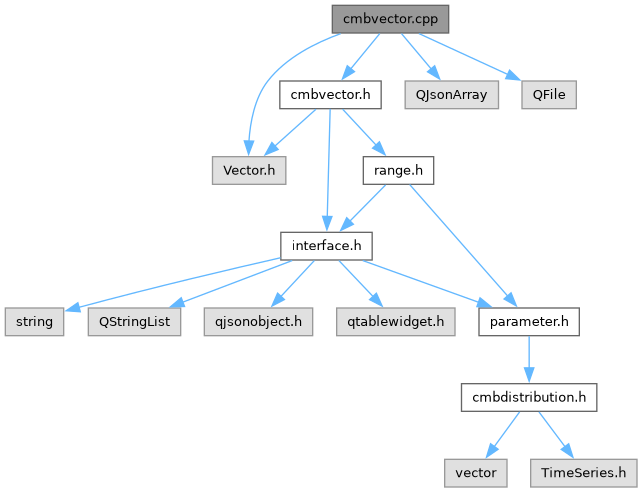 cmbvector.cpp
cmbvector.h
QJsonArray
QFile
Vector.h
range.h
interface.h
string
QStringList
qjsonobject.h
qtablewidget.h
parameter.h
cmbdistribution.h
vector
TimeSeries.h